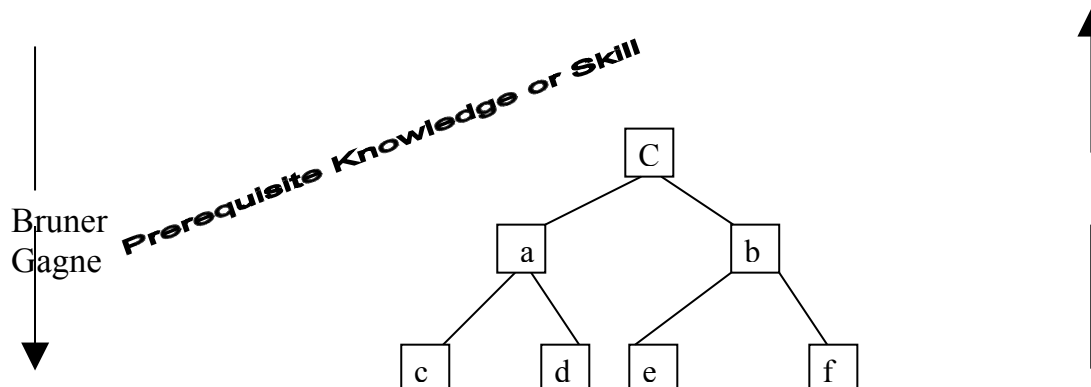 Prerequisite Knowledge or Skill
C
Bruner
Gagne
a b
c d e f